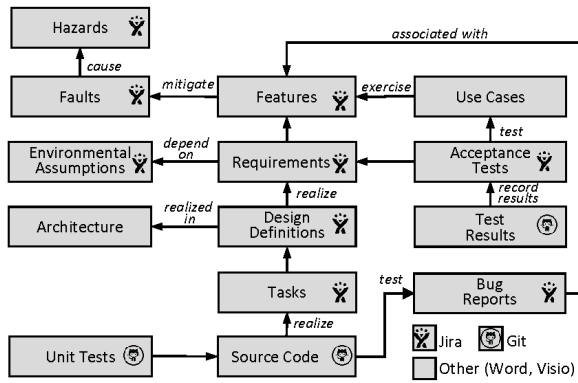 Hazards
associated with
cause
mitigate
exercise
Faults
Features
Use Cases
depend
on
test
Environmental
Assumptions
Requirements
Acceptance
Tests
realize
record
results
realized
in
Architecture
Design
Definitions
Test
Results
Tasks
test
Bug
Reports
realize
Unit Tests
Source Code
Jira
Git
Other (Word, Visio)